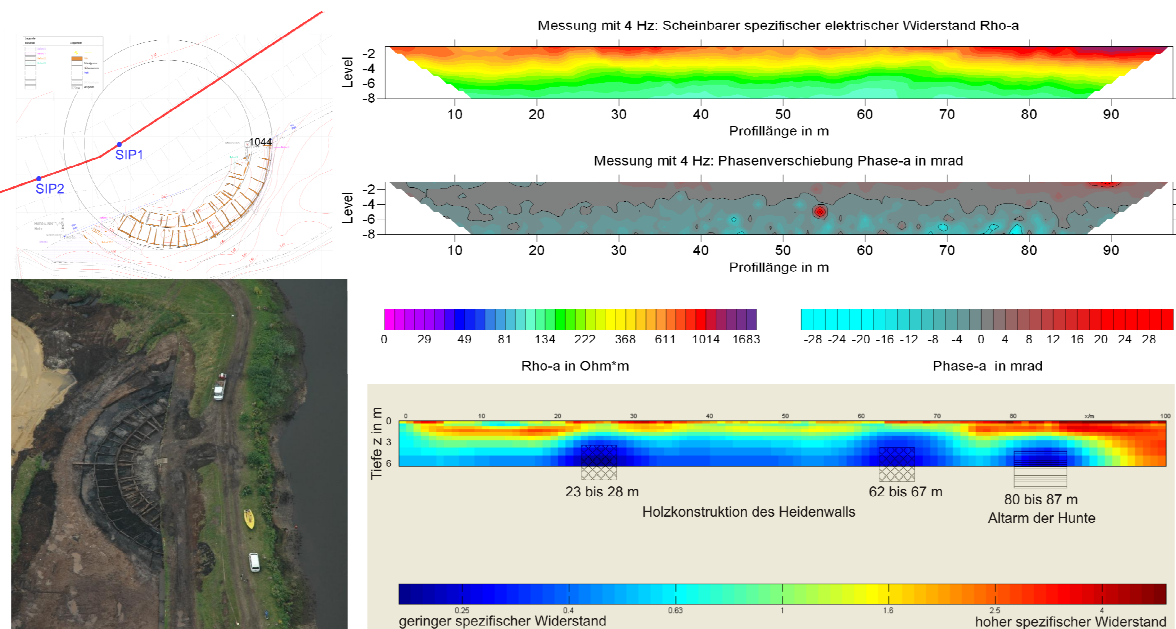 1044
SIP1
SIP2
Messung mit 4 Hz: Scheinbarer spezifischer elektrischer Widerstand Rho-a
Level
-2
-4
-6
-8
10 20 30 40 50 60 70 80 90
Profillänge in m
Messung mit 4 Hz: Phasenverschiebung Phase-a in mrad
Level
-2
-4
-6
-8
10 20 30 40 50 60 70 80 90
Profillänge in m
0 29 49 81 134 222 368 611 1014 1683
Rho-a in Ohm*m
-28 -24 -20 -16 -12 -8 -4 0 4 8 12 16 20 24 28
Phase-a in mrad
0 10 20 30 40 50 60 70 80 x/m 100
Tiefe z in m
0
3
6
23 bis 28 m
62 bis 67 m
80 bis 87 m
Holzkonstruktion des Heidenwalls
Altarm der Hunte
0.25 0.4 0.63 1 1.6 2.5 4
geringer spezifischer Widerstand
hoher spezifischer Widerstand